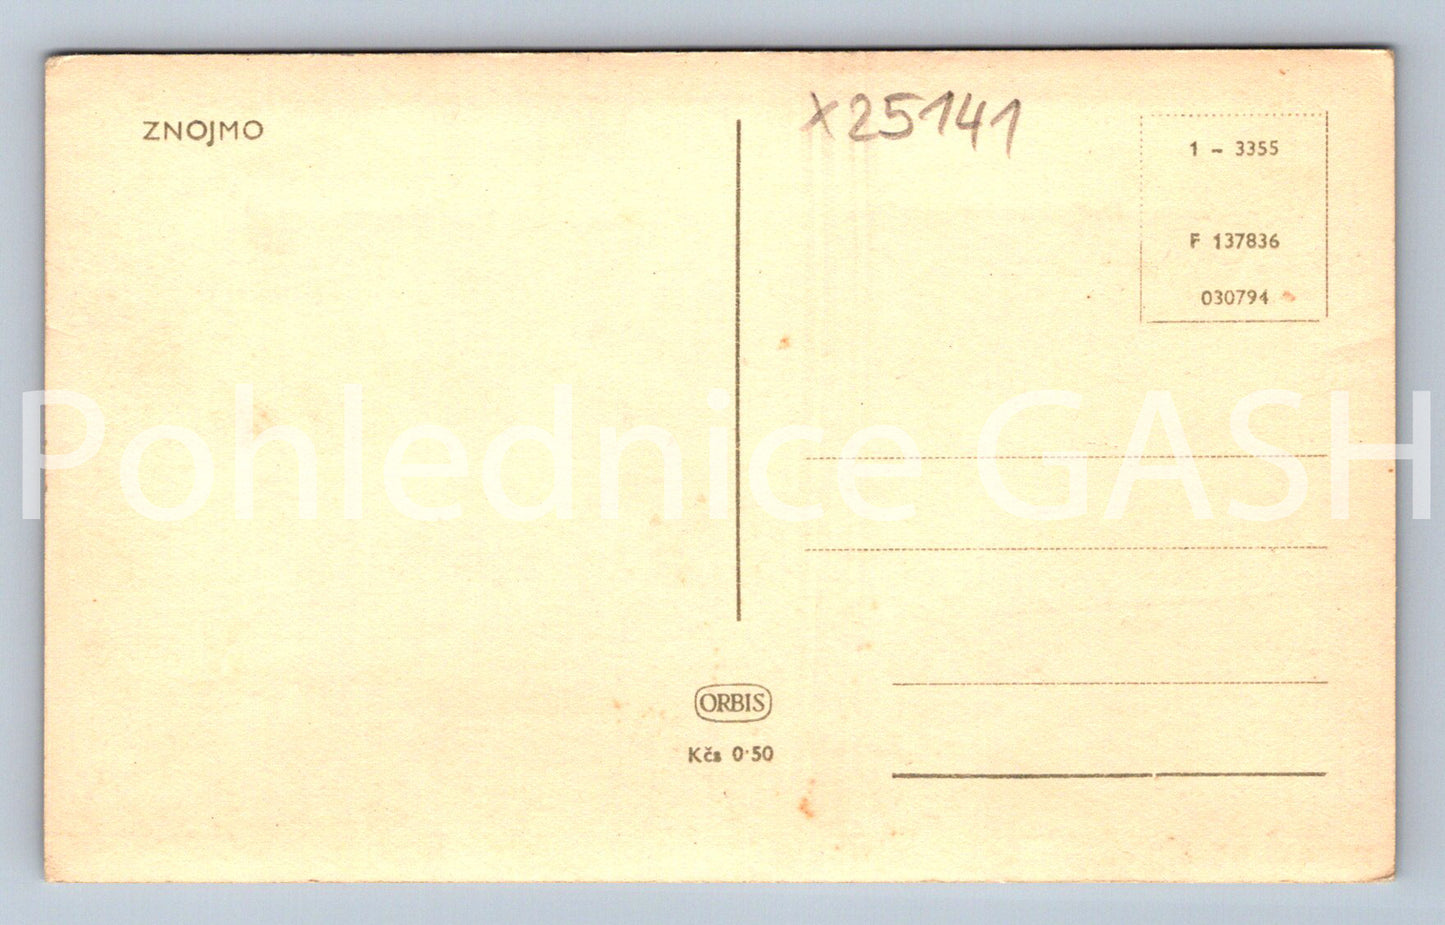 ZNOJMO
x25141
1 - 3355
F 137836
030794
Pohlednice GASH
ORBIS
Kčs 0·50